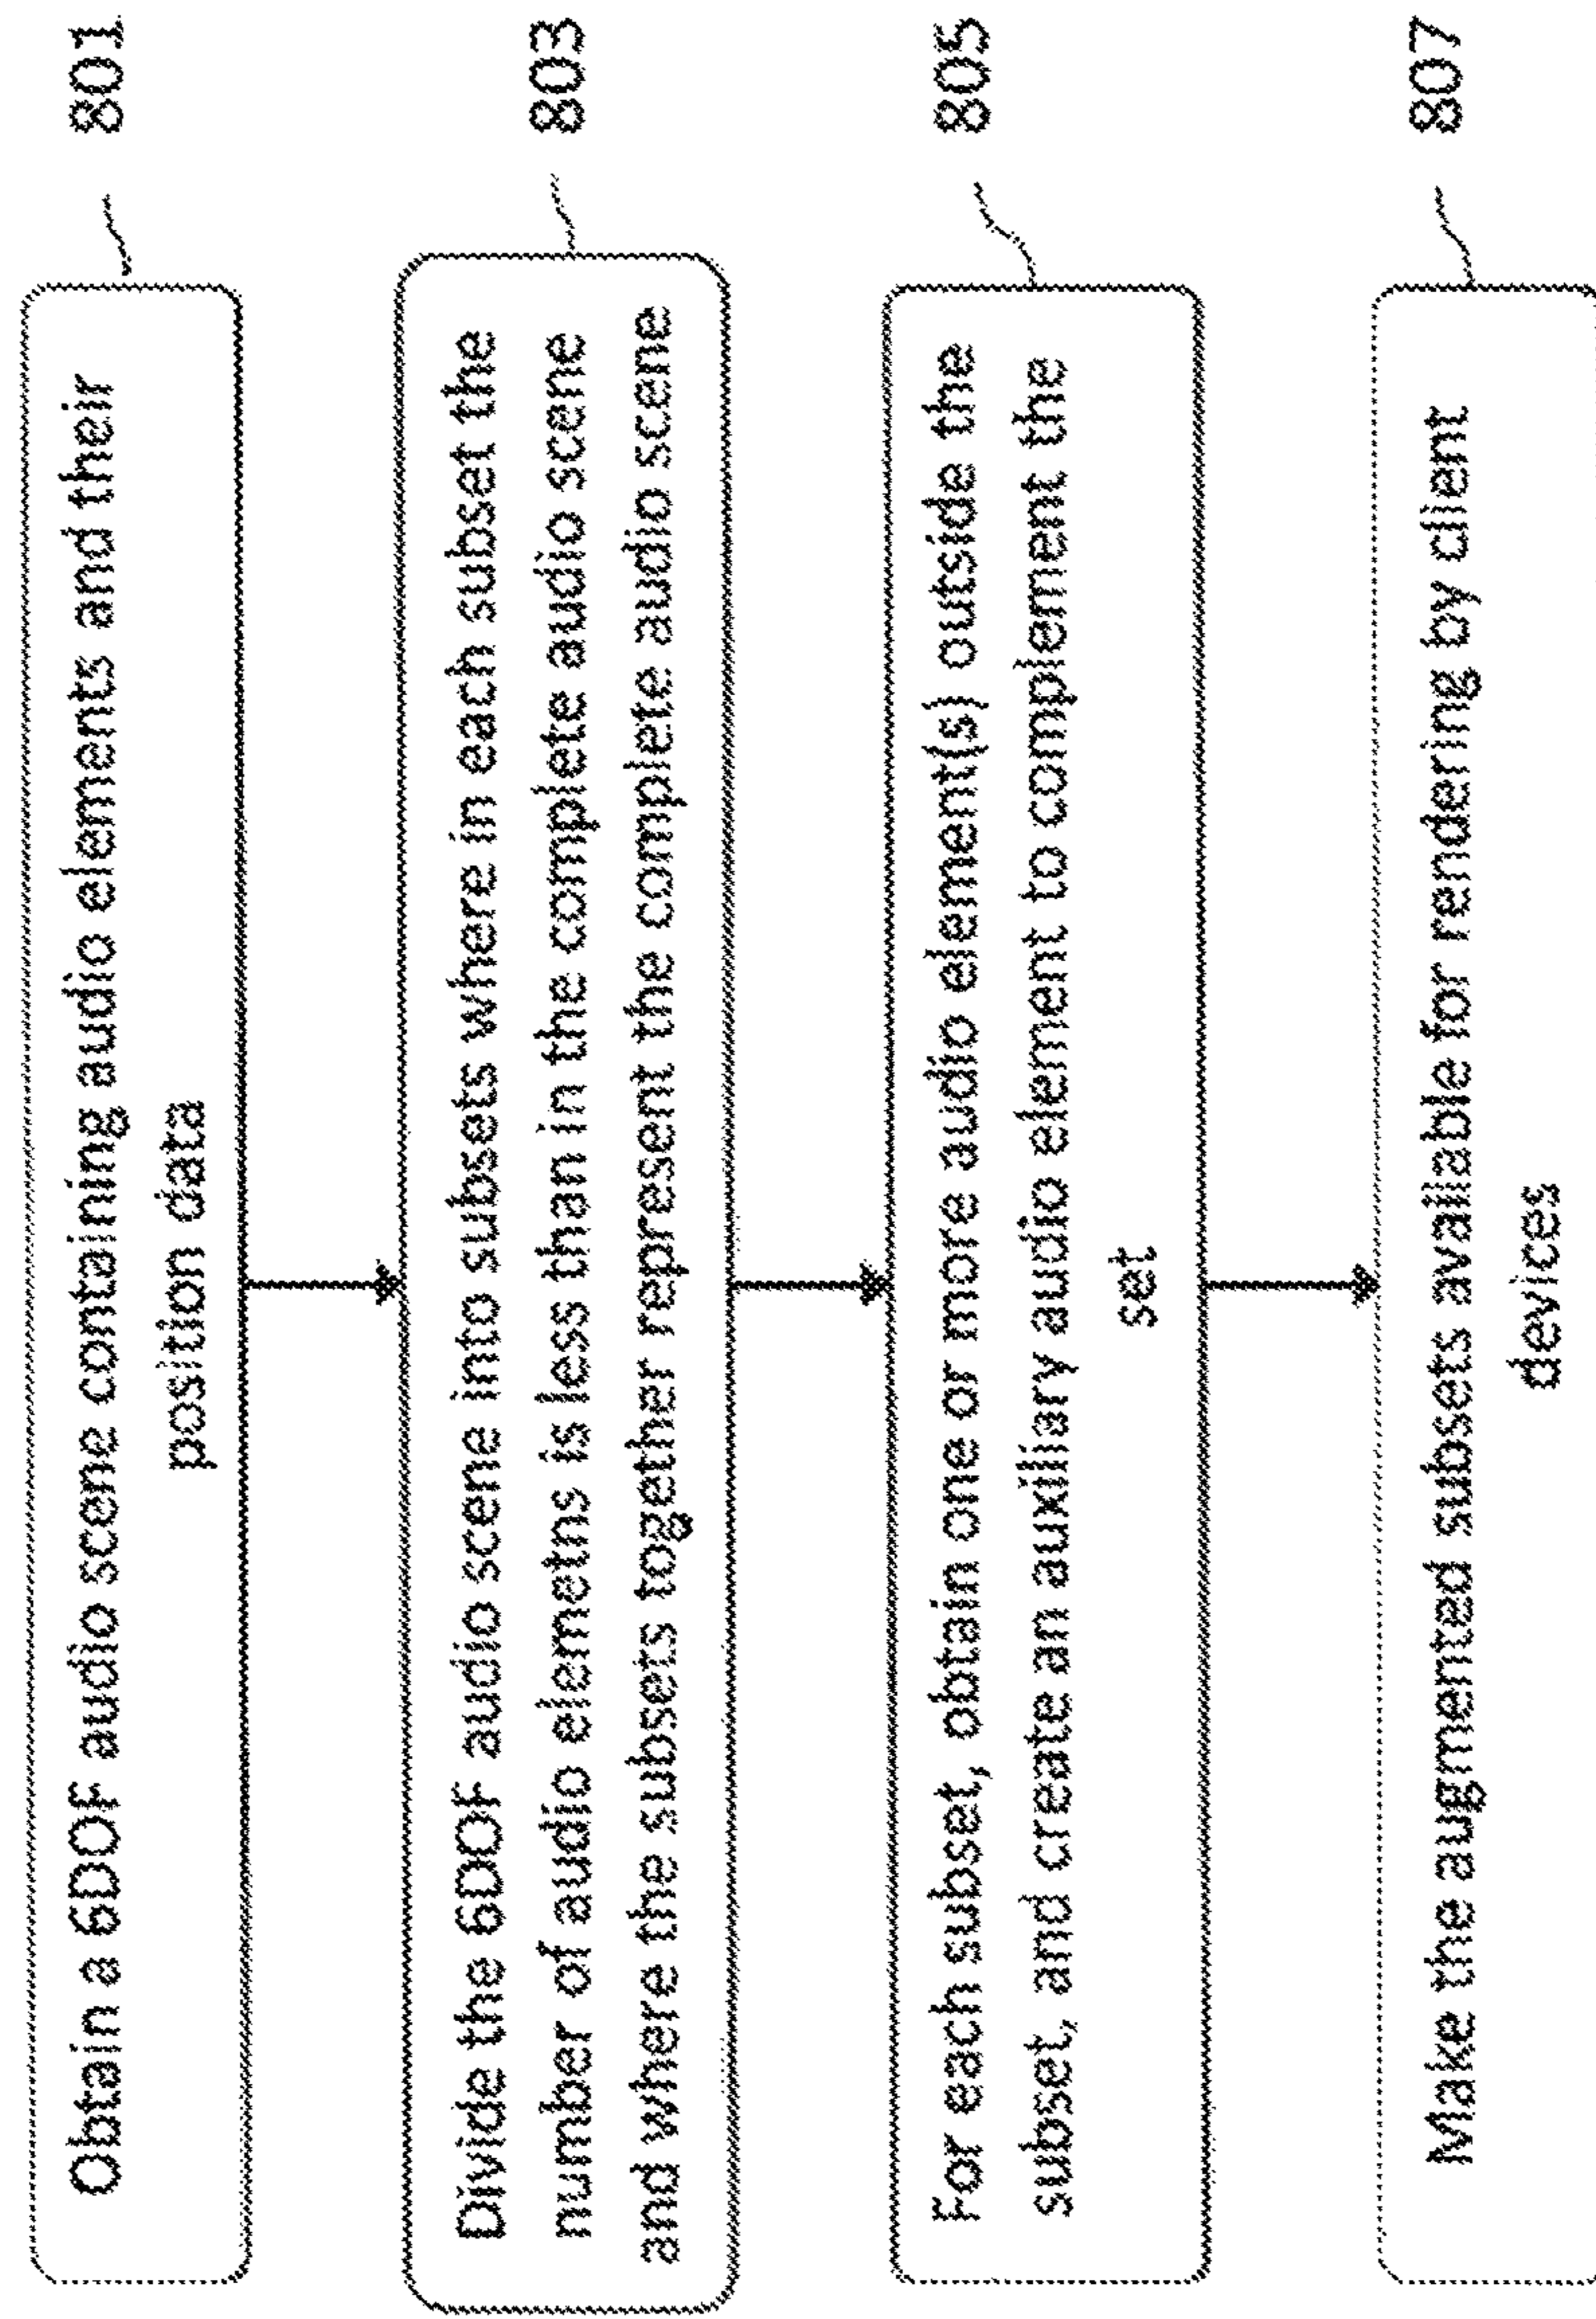 Obtain a 6DOF audio scene containing audio elements and their
position data
801
Divide the 6DOF audio scene into subsets where in each subset the
number of audio elemetns is less than in the complete audio scene
and where the subsets together represent the complete audio scene
803
For each subset, obtain one or more audio element(s) outside the
subset, and create an auxiliary audio element to complement the
set
805
Make the augmented subsets available for rendering by client
devices
807